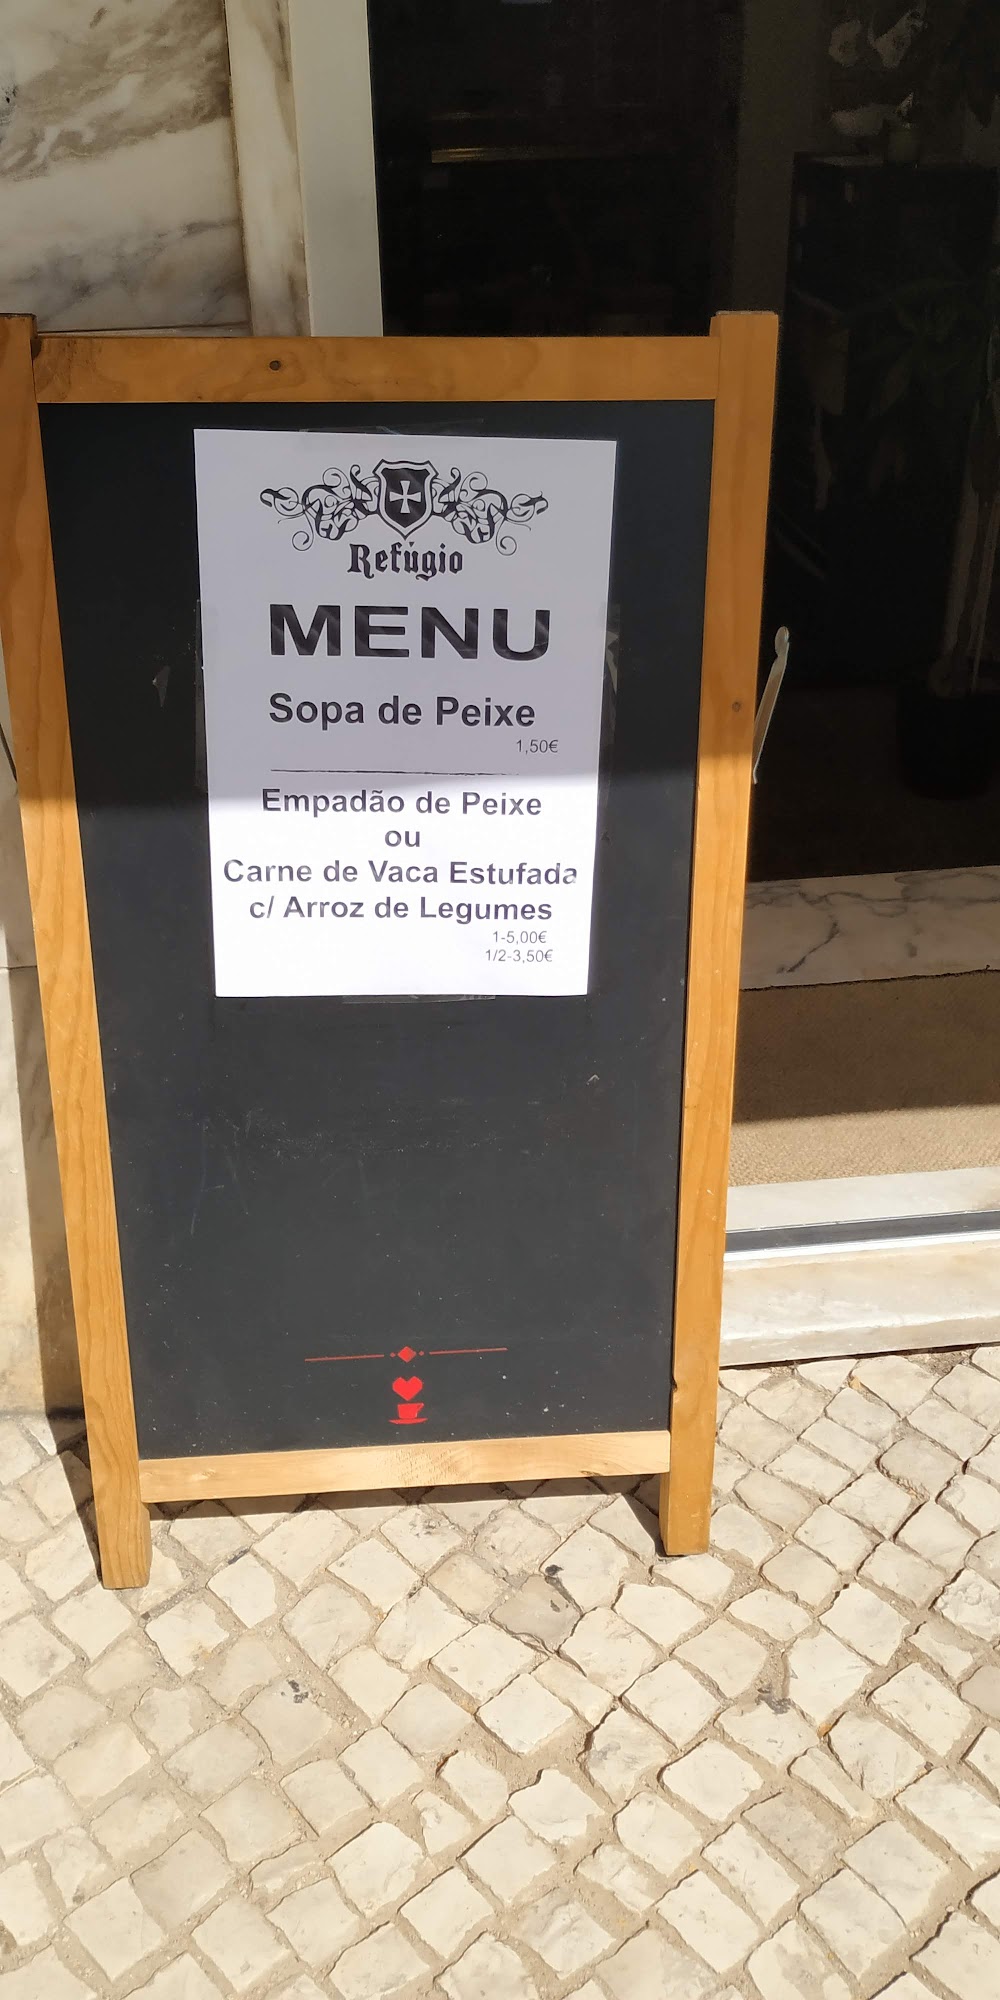 Refúgio
MENU
Sopa de Peixe
1,50€
Empadão de Peixe
ou
Carne de Vaca Estufada
c/ Arroz de Legumes
1-5,00€
1/2-3,50€